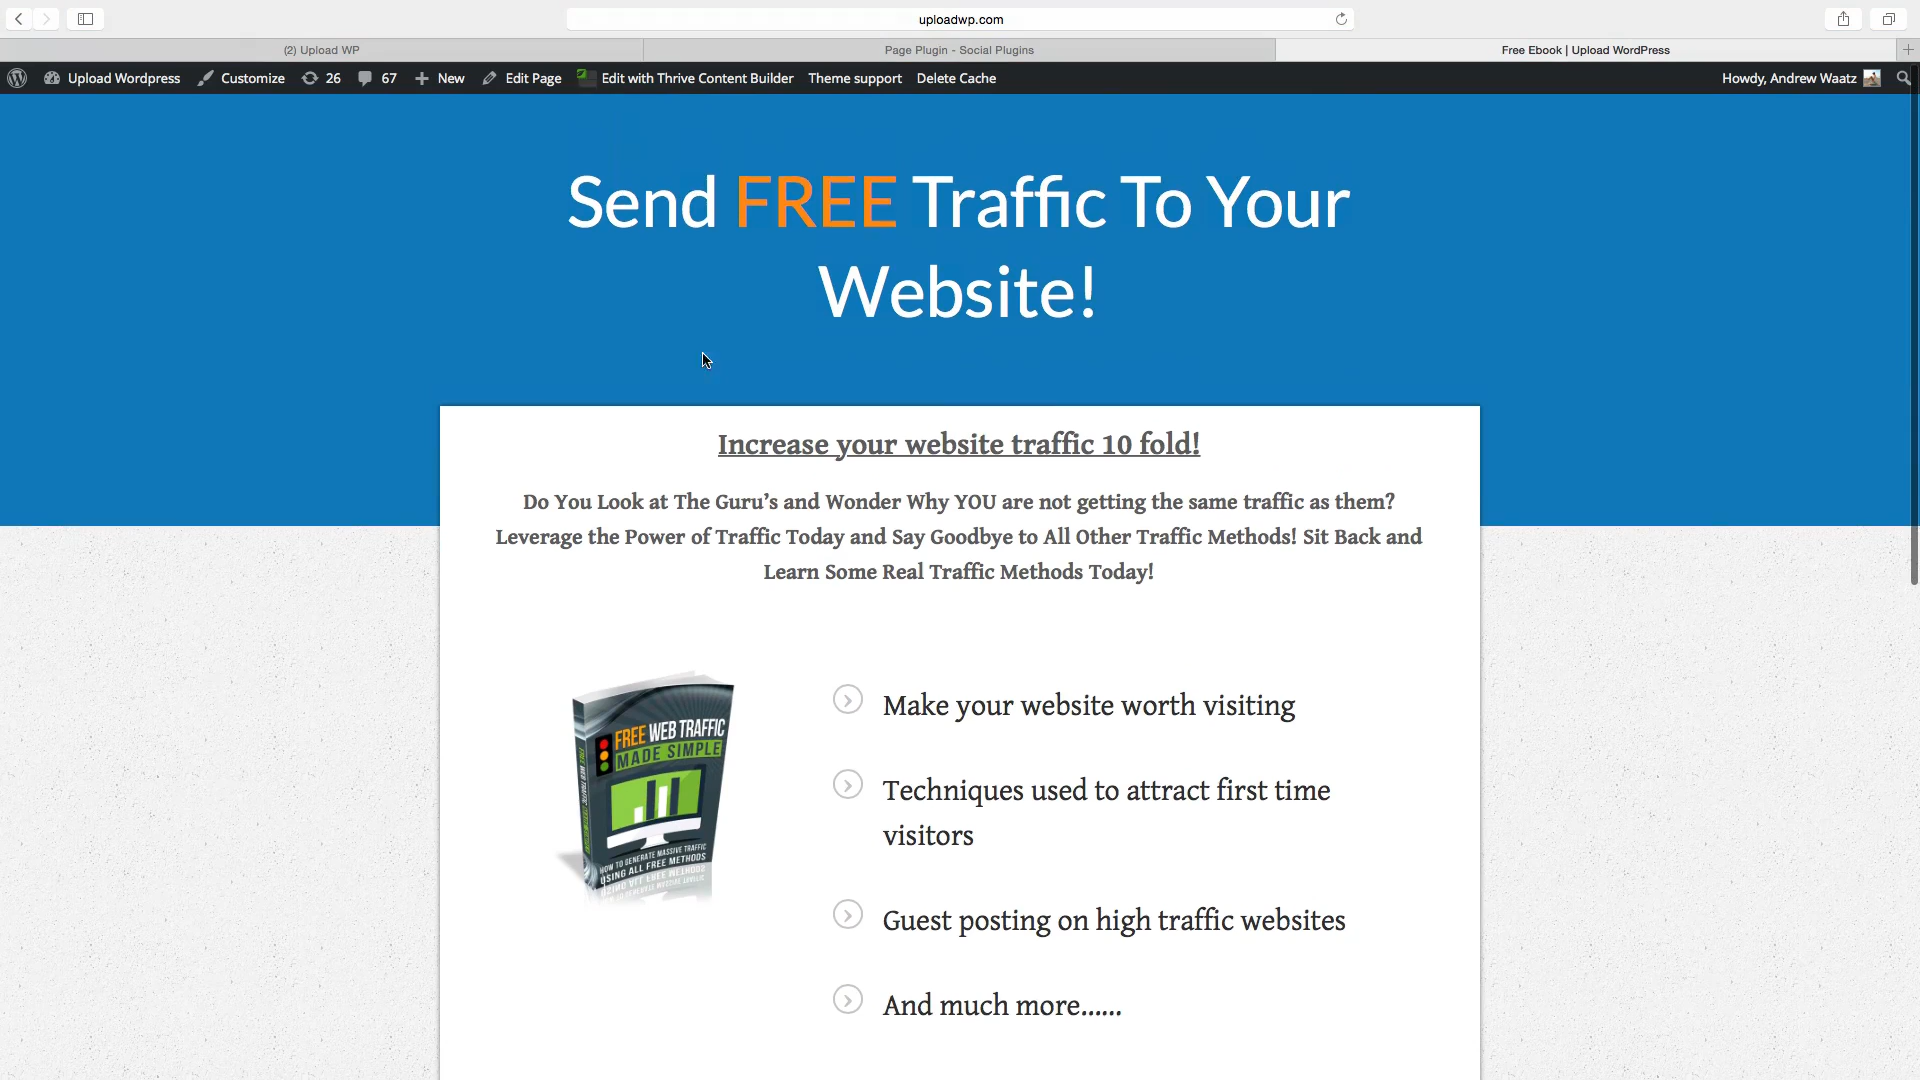 uploadwp.com
(2) Upload WP
Page Plugin - Social Plugins
Free Ebook | Upload WordPress
Upload Wordpress
Customize
26
67
New
Edit Page
Edit with Thrive Content Builder
Theme support
Delete Cache
Howdy, Andrew Waatz
Send FREE Traffic To Your
Website!
Increase your website traffic 10 fold!
Do You Look at The Guru's and Wonder Why YOU are not getting the same traffic as them?
Leverage the Power of Traffic Today and Say Goodbye to All Other Traffic Methods! Sit Back and
Learn Some Real Traffic Methods Today!
FREE WEB TRAFFIC
MADE SIMPLE
HOW TO GENERATE MASSIVE TRAFFIC
USING ALL FREE METHODS
Make your website worth visiting
Techniques used to attract first time
visitors
Guest posting on high traffic websites
And much more......